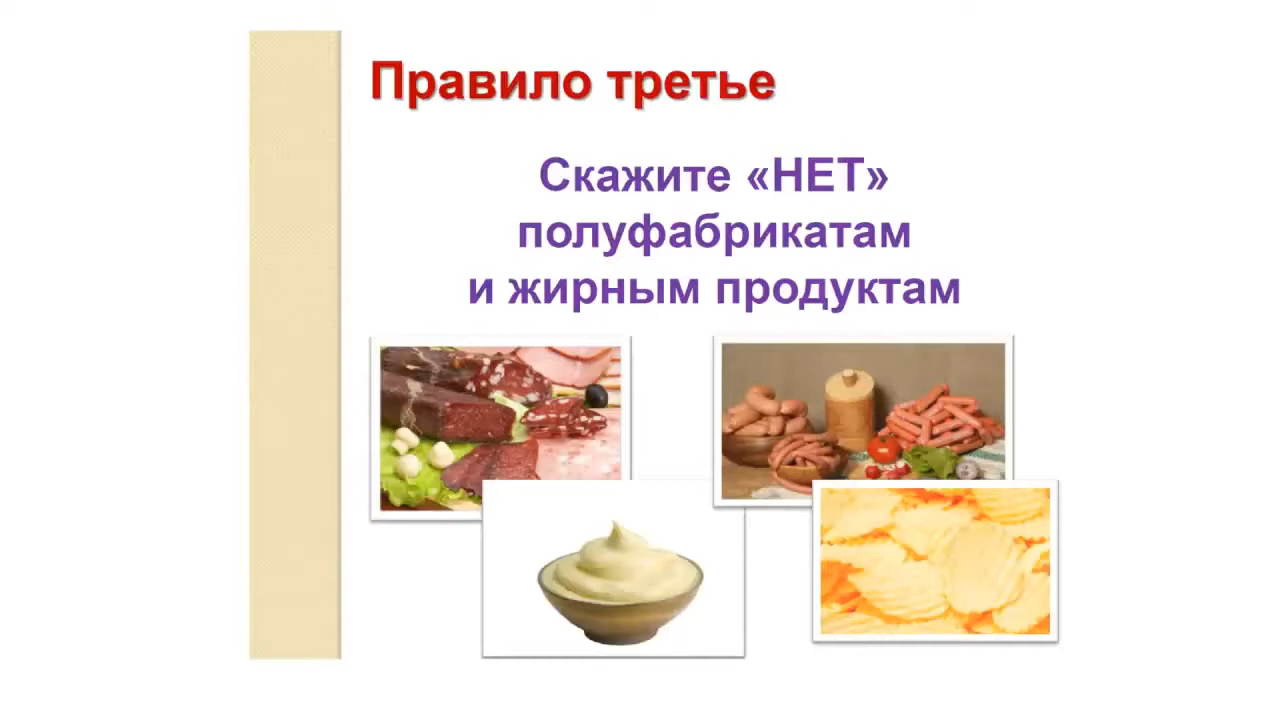 Правило третье
Скажите «НЕТ»
полуфабрикатам
и жирным продуктам